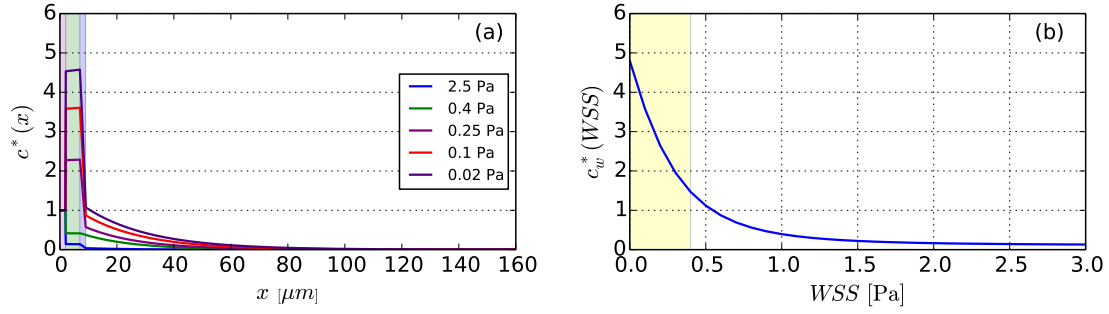 6
5
4
3
2
1
0
c*(x)
(a)
2.5 Pa
0.4 Pa
0.25 Pa
0.1 Pa
0.02 Pa
0 20 40 60 80 100 120 140 160
x [μm]
6
5
4
3
2
1
0
c*w(WSS)
(b)
0.0 0.5 1.0 1.5 2.0 2.5 3.0
WSS [Pa]